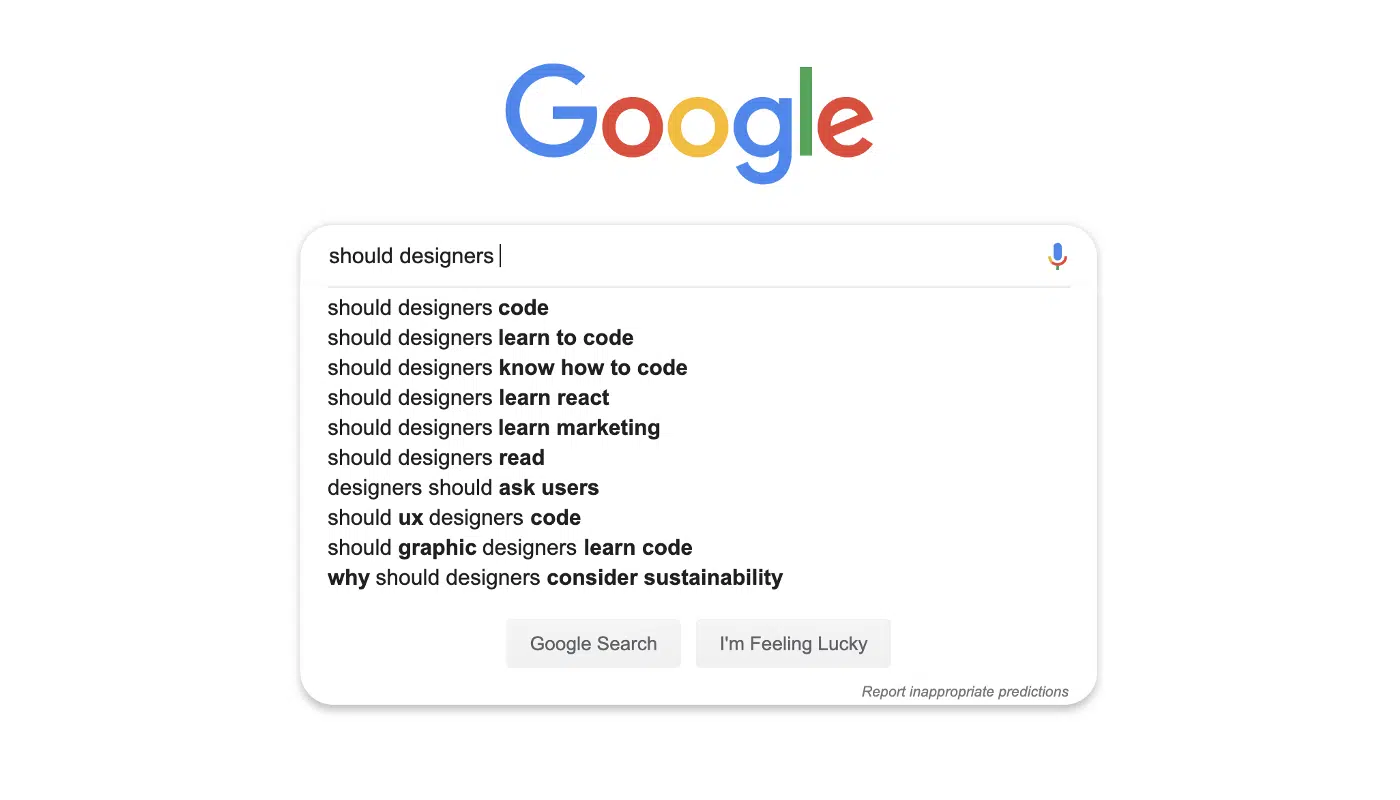 Google
should designers
should designers code
should designers learn to code
should designers know how to code
should designers learn react
should designers learn marketing
should designers read
designers should ask users
should ux designers code
should graphic designers learn code
why should designers consider sustainability
Google Search
I'm Feeling Lucky
Report inappropriate predictions